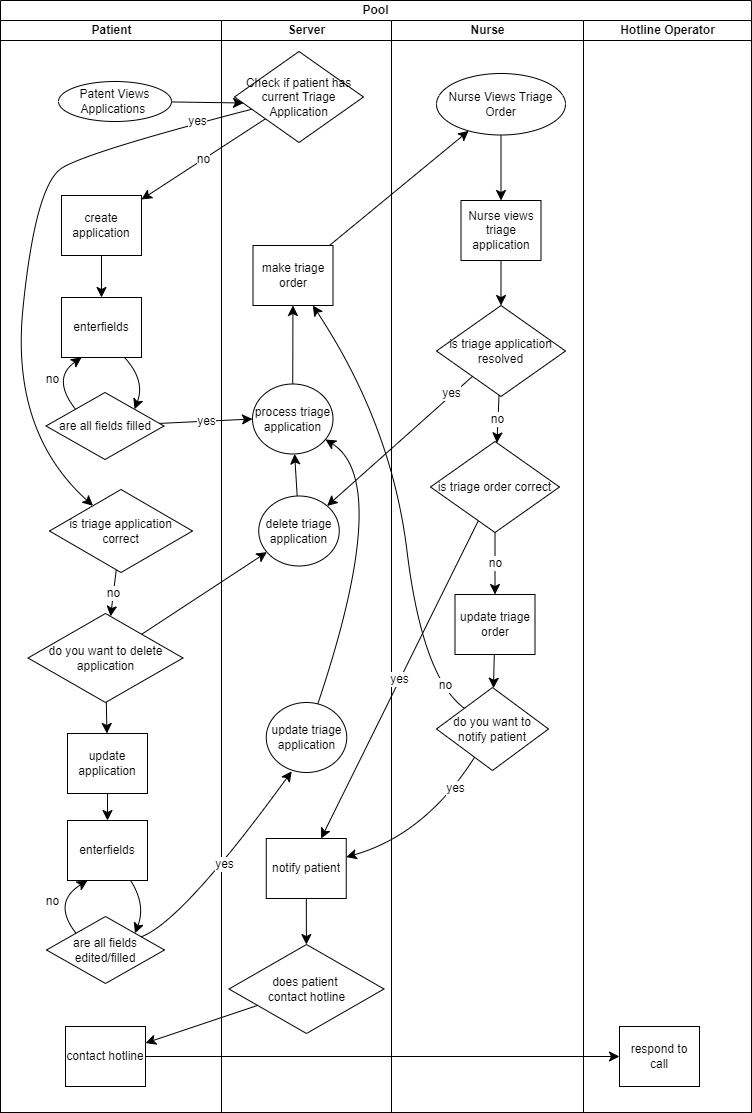 Pool
Patient
Server
Nurse
Hotline Operator
Patent Views
Applications
Check if patient has
current Triage
Application
Nurse Views Triage
Order
yes
no
create
application
Nurse views
triage
application
make triage
order
enterfields
is triage application
resolved
no
are all fields filled
yes
process triage
application
yes
no
is triage order correct
is triage application
correct
delete triage
application
no
no
update triage
order
do you want to delete
application
yes
no
do you want to
notify patient
update
application
update triage
application
yes
enterfields
yes
notify patient
no
are all fields
edited/filled
does patient
contact hotline
contact hotline
respond to
call